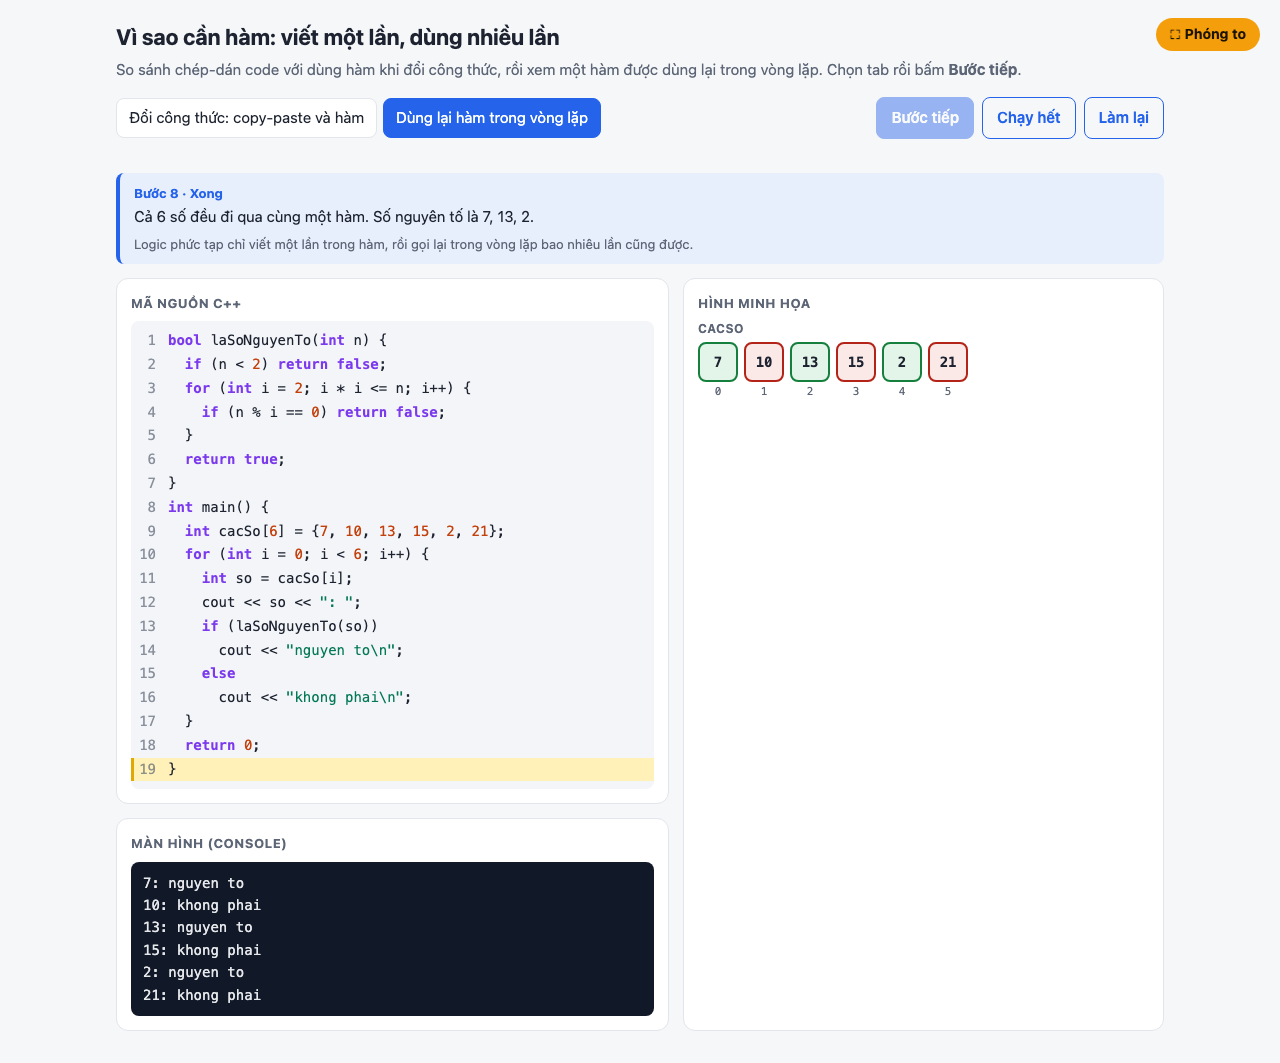 Vì sao cần hàm: viết một lần, dùng nhiều lần
Phóng to
So sánh chép-dán code với dùng hàm khi đổi công thức, rồi xem một hàm được dùng lại trong vòng lặp. Chọn tab rồi bấm Bước tiếp.
Đổi công thức: copy-paste và hàm
Dùng lại hàm trong vòng lặp
Bước tiếp
Chạy hết
Làm lại
Bước 8 · Xong
Cả 6 số đều đi qua cùng một hàm. Số nguyên tố là 7, 13, 2.
Logic phức tạp chỉ viết một lần trong hàm, rồi gọi lại trong vòng lặp bao nhiêu lần cũng được.
MÃ NGUỒN C++
1 bool laSoNguyenTo(int n) {
2   if (n < 2) return false;
3   for (int i = 2; i * i <= n; i++) {
4     if (n % i == 0) return false;
5   }
6   return true;
7 }
8 int main() {
9   int cacSo[6] = {7, 10, 13, 15, 2, 21};
10   for (int i = 0; i < 6; i++) {
11     int so = cacSo[i];
12     cout << so << ": ";
13     if (laSoNguyenTo(so))
14       cout << "nguyen to\n";
15     else
16       cout << "khong phai\n";
17   }
18   return 0;
19 }
MÀN HÌNH (CONSOLE)
7: nguyen to
10: khong phai
13: nguyen to
15: khong phai
2: nguyen to
21: khong phai
HÌNH MINH HỌA
CACSO
7 10 13 15 2 21
0 1 2 3 4 5